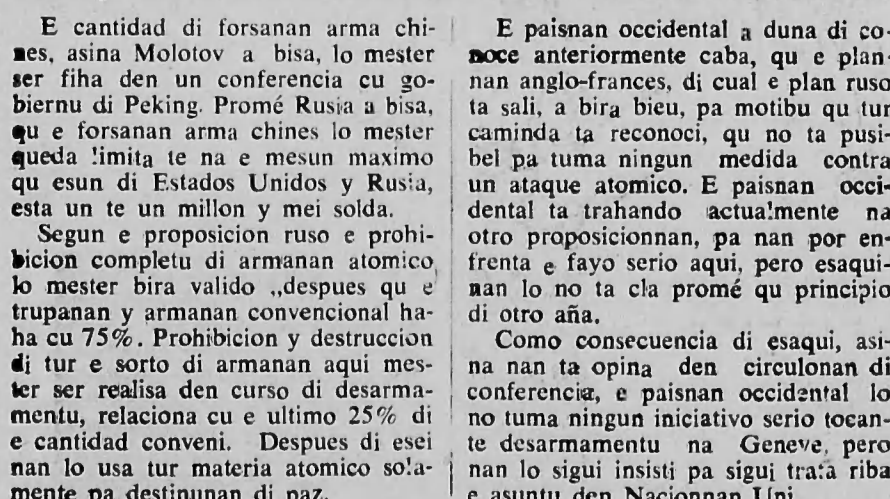 E cantidad di forsanan arma chi-
nes, asina Molotov a bisa, lo mester
ser fiha den un conferencia cu go-
biernu di Peking. Promé Rusia a bisa,
qu e forsanan arma chines lo mester
queda limita te na e mesun maximo
qu esun di Estados Unidos y Rusia,
esta un te un millon y mei solda.
Segun e proposicion ruso e prohi-
bicion completu di armanan atomico
lo mester bira valido „despues qu e
trupanan y armanan convencional ha-
ha cu 75%. Prohibicion y destruccion
di tur e sorto di armanan aqui mes-
ter ser realisa den curso di desarma-
mentu, relaciona cu e ultimo 25% di
e cantidad conveni. Despues di esei
nan lo usa tur materia atomico sola-
mente pa destinunan di paz.
E paisnan occidental a duna di co-
noce anteriormente caba, qu e plan-
nan anglo-frances, di cual e plan ruso
ta sali, a bira bieu, pa motibu qu tur
caminda ta reconoci, qu no ta pusi-
bel pa tuma ningun medida contra
un ataque atomico. E paisnan occi-
dental ta trahando actualmente na
otro proposicionnan, pa nan por en-
frenta e fayo serio aqui, pero esaqui-
nan lo no ta cla promé qu principio
di otro aña.
Como consecuencia di esaqui, asi-
na nan ta opina den circulonan di
conferencia, e paisnan occidental lo
no tuma ningun iniciativo serio tocan-
te desarmamentu na Geneve, pero
nan lo sigui insisti pa sigui trata riba
e asuntu den Nacionnan Uni